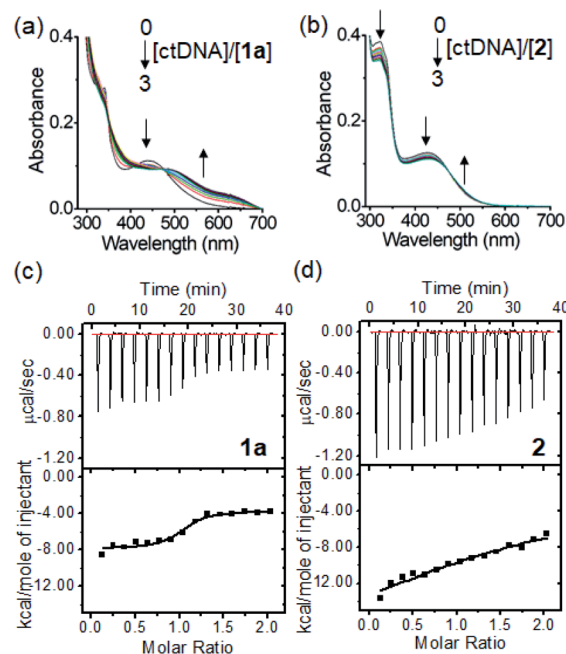 (a)
0
[ctDNA]/[1a]
3
Absorbance
0.4
0.2
0.0
300 400 500 600 700
Wavelength (nm)
(b)
0
[ctDNA]/[2]
3
Absorbance
0.4
0.2
0.0
300 400 500 600 700
Wavelength (nm)
(c)
Time (min)
0 10 20 30 40
0.00
-0.40
-0.80
-1.20
µcal/sec
1a
-4.00
-8.00
-12.00
kcal/mole of injectant
0.0 0.5 1.0 1.5 2.0
Molar Ratio
(d)
Time (min)
0 10 20 30 40
0.00
-0.40
-0.80
-1.20
µcal/sec
2
-4.00
-8.00
-12.00
kcal/mole of injectant
0.0 0.5 1.0 1.5 2.0
Molar Ratio